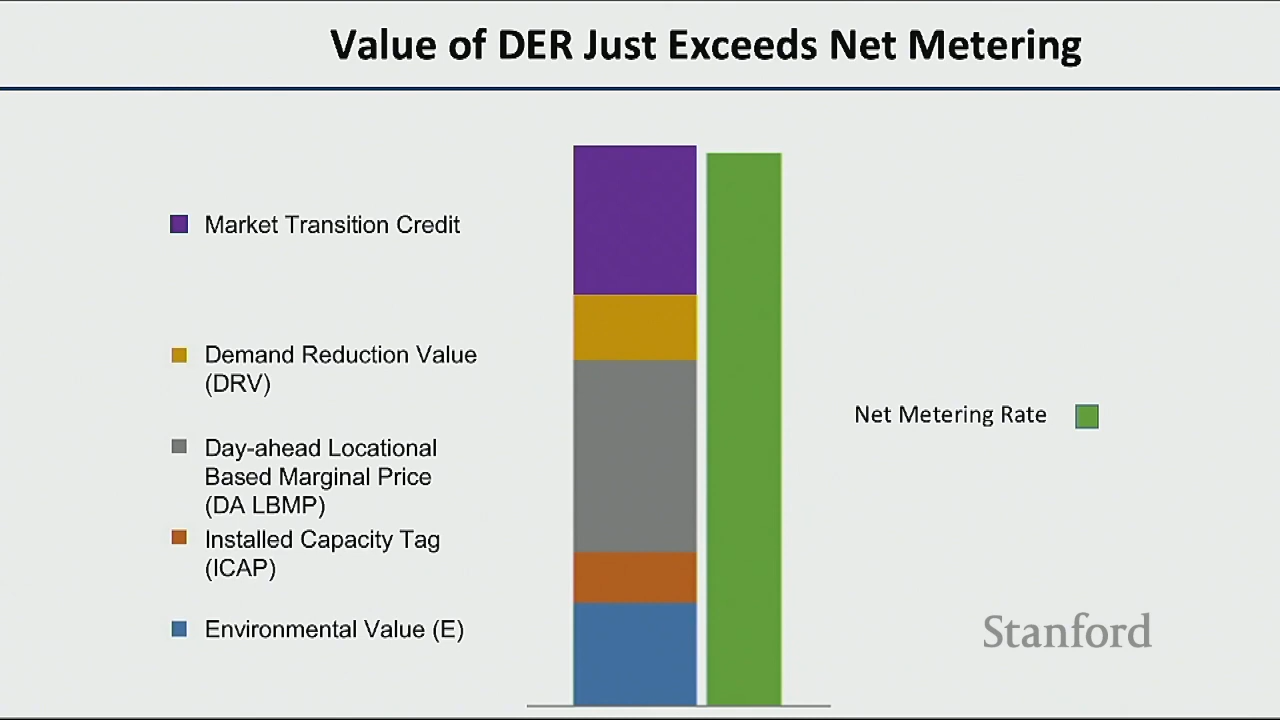 Value of DER Just Exceeds Net Metering
Market Transition Credit
Demand Reduction Value
(DRV)
Day-ahead Locational
Based Marginal Price
(DA LBMP)
Installed Capacity Tag
(ICAP)
Environmental Value (E)
Net Metering Rate
Stanford